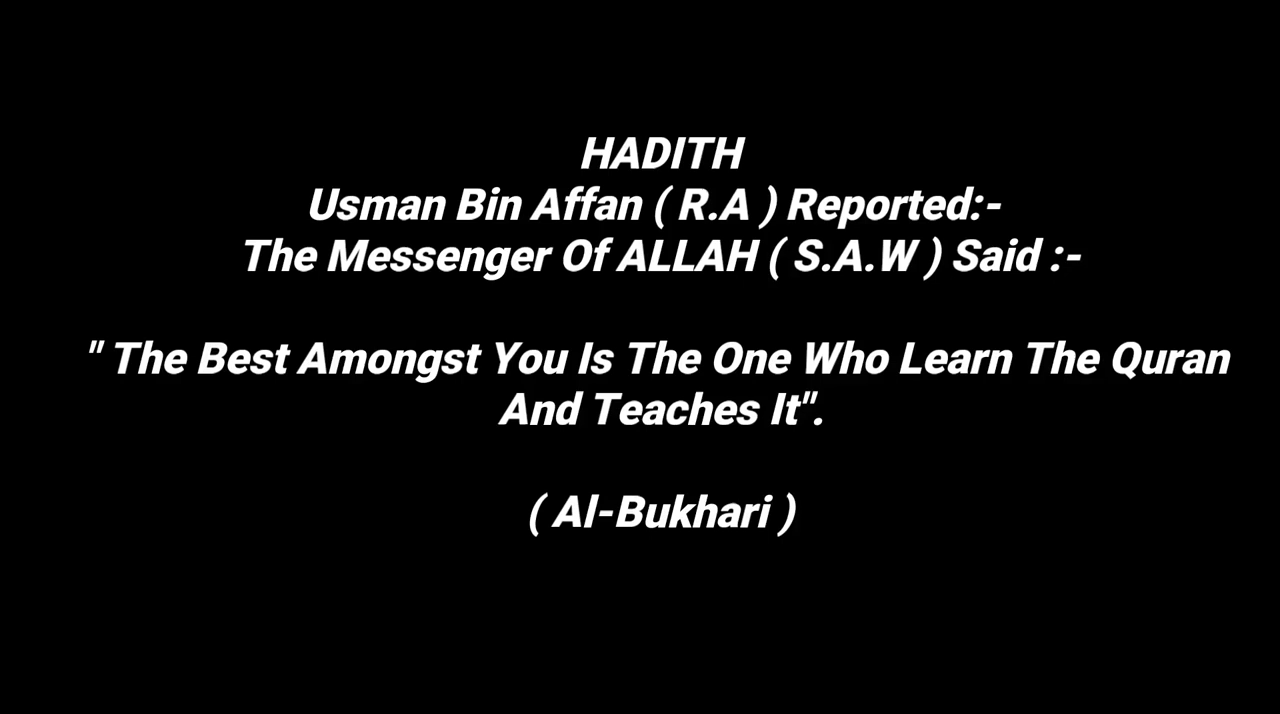 HADITH
Usman Bin Affan ( R.A ) Reported:-
The Messenger Of ALLAH ( S.A.W ) Said :-
" The Best Amongst You Is The One Who Learn The Quran
And Teaches It".
( Al-Bukhari )